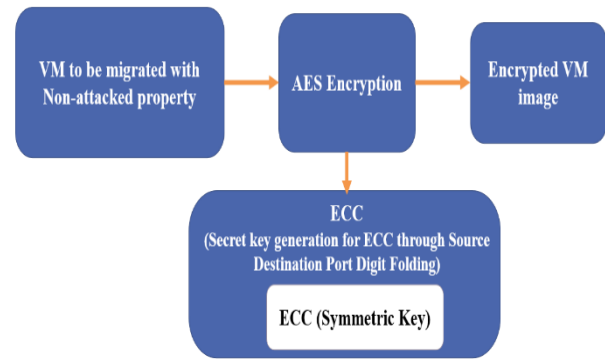 VM to be migrated with
Non-attacked property
AES Encryption
Encrypted VM
image
ECC
(Secret key generation for ECC through Source
Destination Port Digit Folding)
ECC (Symmetric Key)